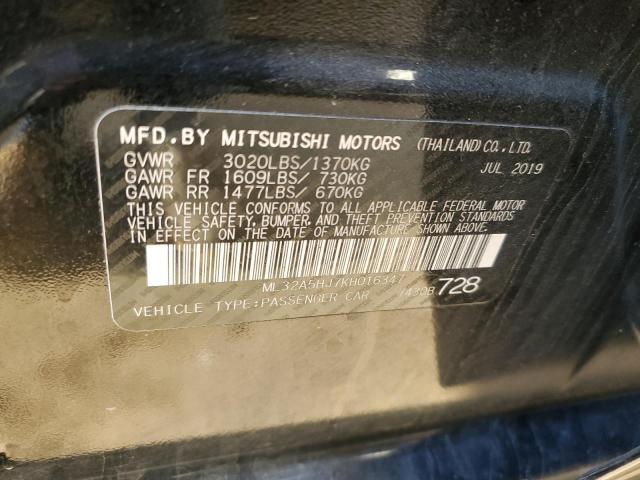 MFD.BY MITSUBISHI MOTORS (THAILAND)CO.,LTD.
GVWR 3020LBS/1370KG JUL 2019
GAWR FR 1609LBS/ 730KG
GAWR RR 1477LBS/ 670KG
THIS VEHICLE CONFORMS TO ALL APPLICABLE FEDERAL MOTOR
VEHICLE SAFETY, BUMPER, AND THEFT PREVENTION STANDARDS
IN EFFECT ON THE DATE OF MANUFACTURE SHOWN ABOVE.
ML32A5HJ7KH016347
VEHICLE TYPE:PASSENGER CAR 7430B 728